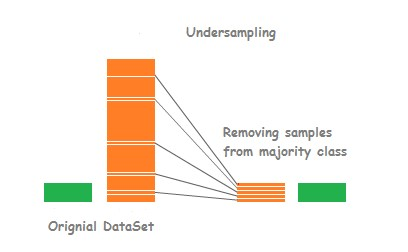 Undersampling
Removing samples
from majority class
Orignial DataSet